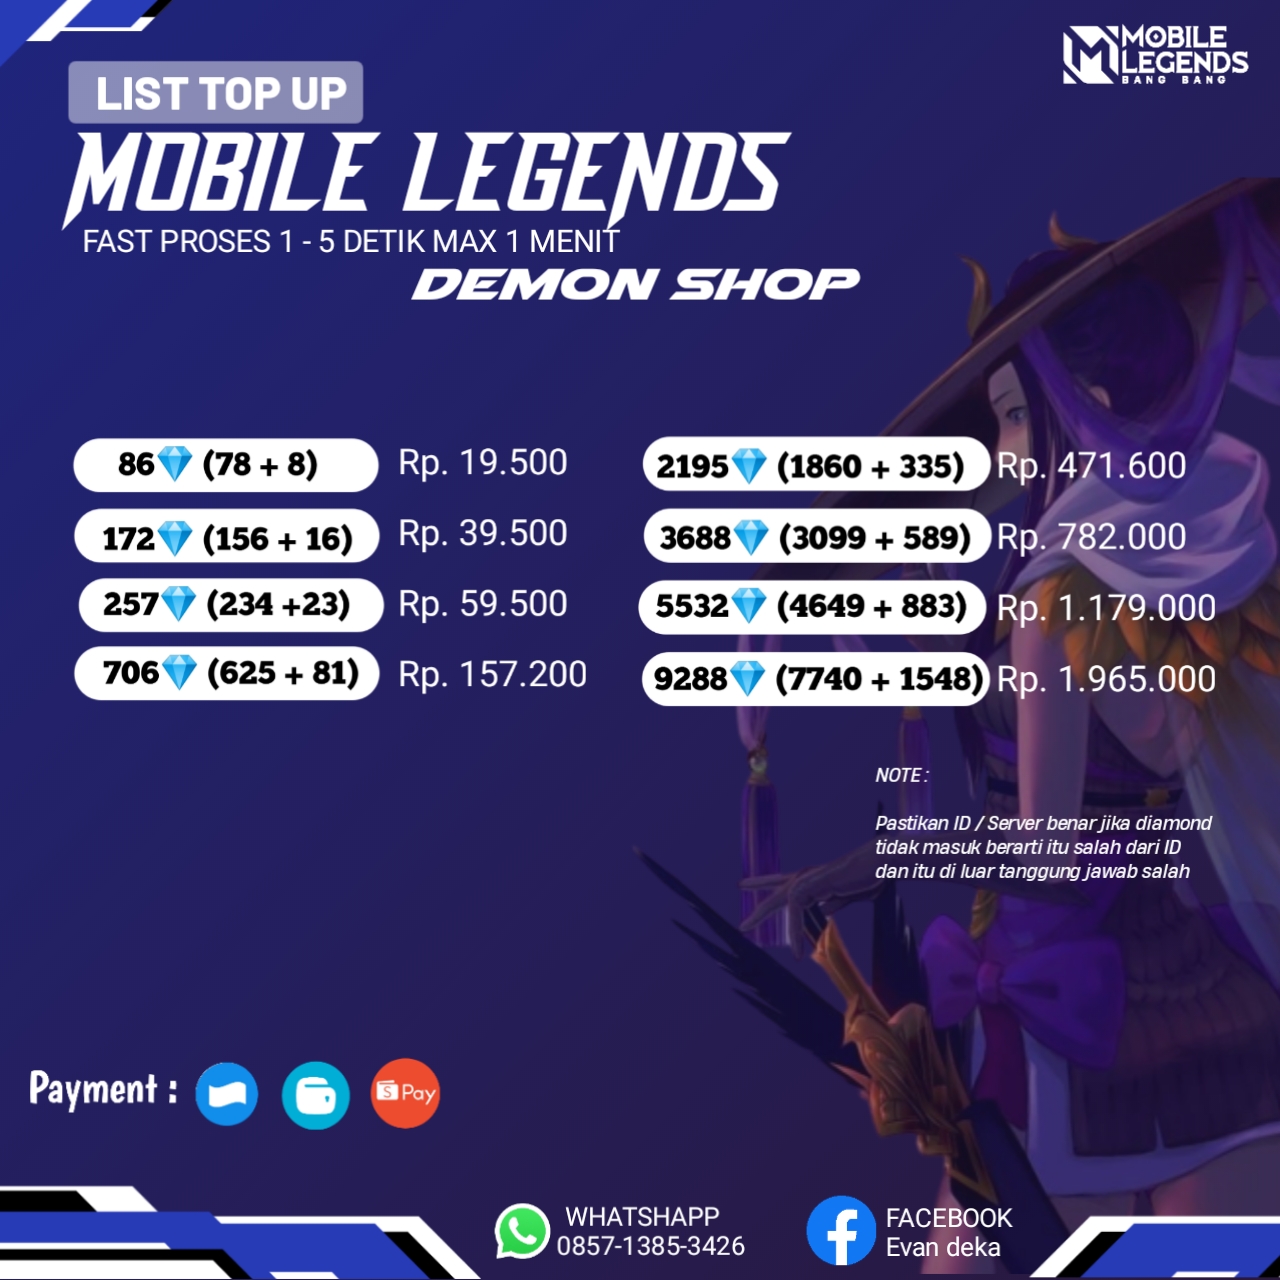 MOBILE
LEGENDS
BANG BANG
LIST TOP UP
MOBILE LEGENDS
FAST PROSES 1 - 5 DETIK MAX 1 MENIT
DEMON SHOP
86💎 (78 + 8) Rp. 19.500
172💎 (156 + 16) Rp. 39.500
257💎 (234 +23) Rp. 59.500
706💎 (625 + 81) Rp. 157.200
2195💎 (1860 + 335) Rp. 471.600
3688💎 (3099 + 589) Rp. 782.000
5532💎 (4649 + 883) Rp. 1.179.000
9288💎 (7740 + 1548) Rp. 1.965.000
NOTE :
Pastikan ID / Server benar jika diamond
tidak masuk berarti itu salah dari ID
dan itu di luar tanggung jawab salah
Payment :
S Pay
WHATSHAPP
0857-1385-3426
FACEBOOK
Evan deka